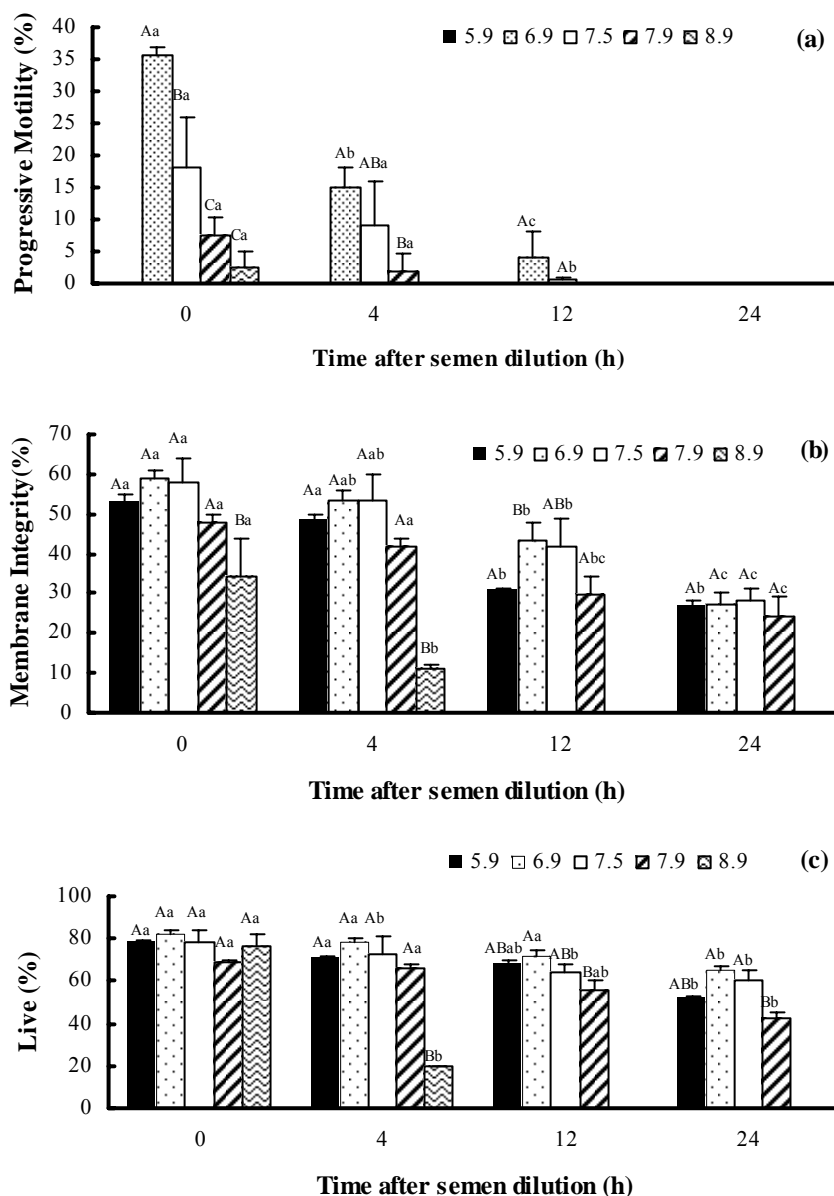 (a)
5.9 6.9 7.5 7.9 8.9
Progressive Motility (%)
40
35
30
25
20
15
10
5
0
Aa
Ba
Ca
Ca
Ab
ABa
Ba
Ac
Ab
0 4 12 24
Time after semen dilution (h)
(b)
5.9 6.9 7.5 7.9 8.9
Membrane Integrity(%)
70
60
50
40
30
20
10
0
Aa
Aa
Aa
Aa
Ba
Aa
Aab
Aab
Aa
Bb
Ab
Bb
ABb
Abc
Ab
Ac
Ac
Ac
0 4 12 24
Time after semen dilution (h)
(c)
5.9 6.9 7.5 7.9 8.9
Live (%)
100
80
60
40
20
0
Aa
Aa
Aa
Aa
Aa
Aa
Aa
Ab
Aa
Bb
ABab
Aa
ABb
Bab
ABb
Ab
Ab
Bb
0 4 12 24
Time after semen dilution (h)